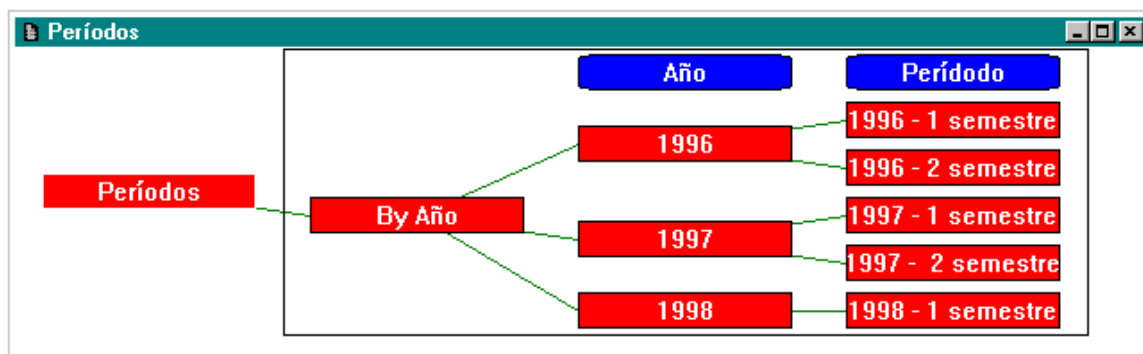 Períodos
Año
Perídodo
1996 - 1 semestre
1996
1996 - 2 semestre
Períodos
By Año
1997 - 1 semestre
1997
1997 -  2 semestre
1998
1998 - 1 semestre